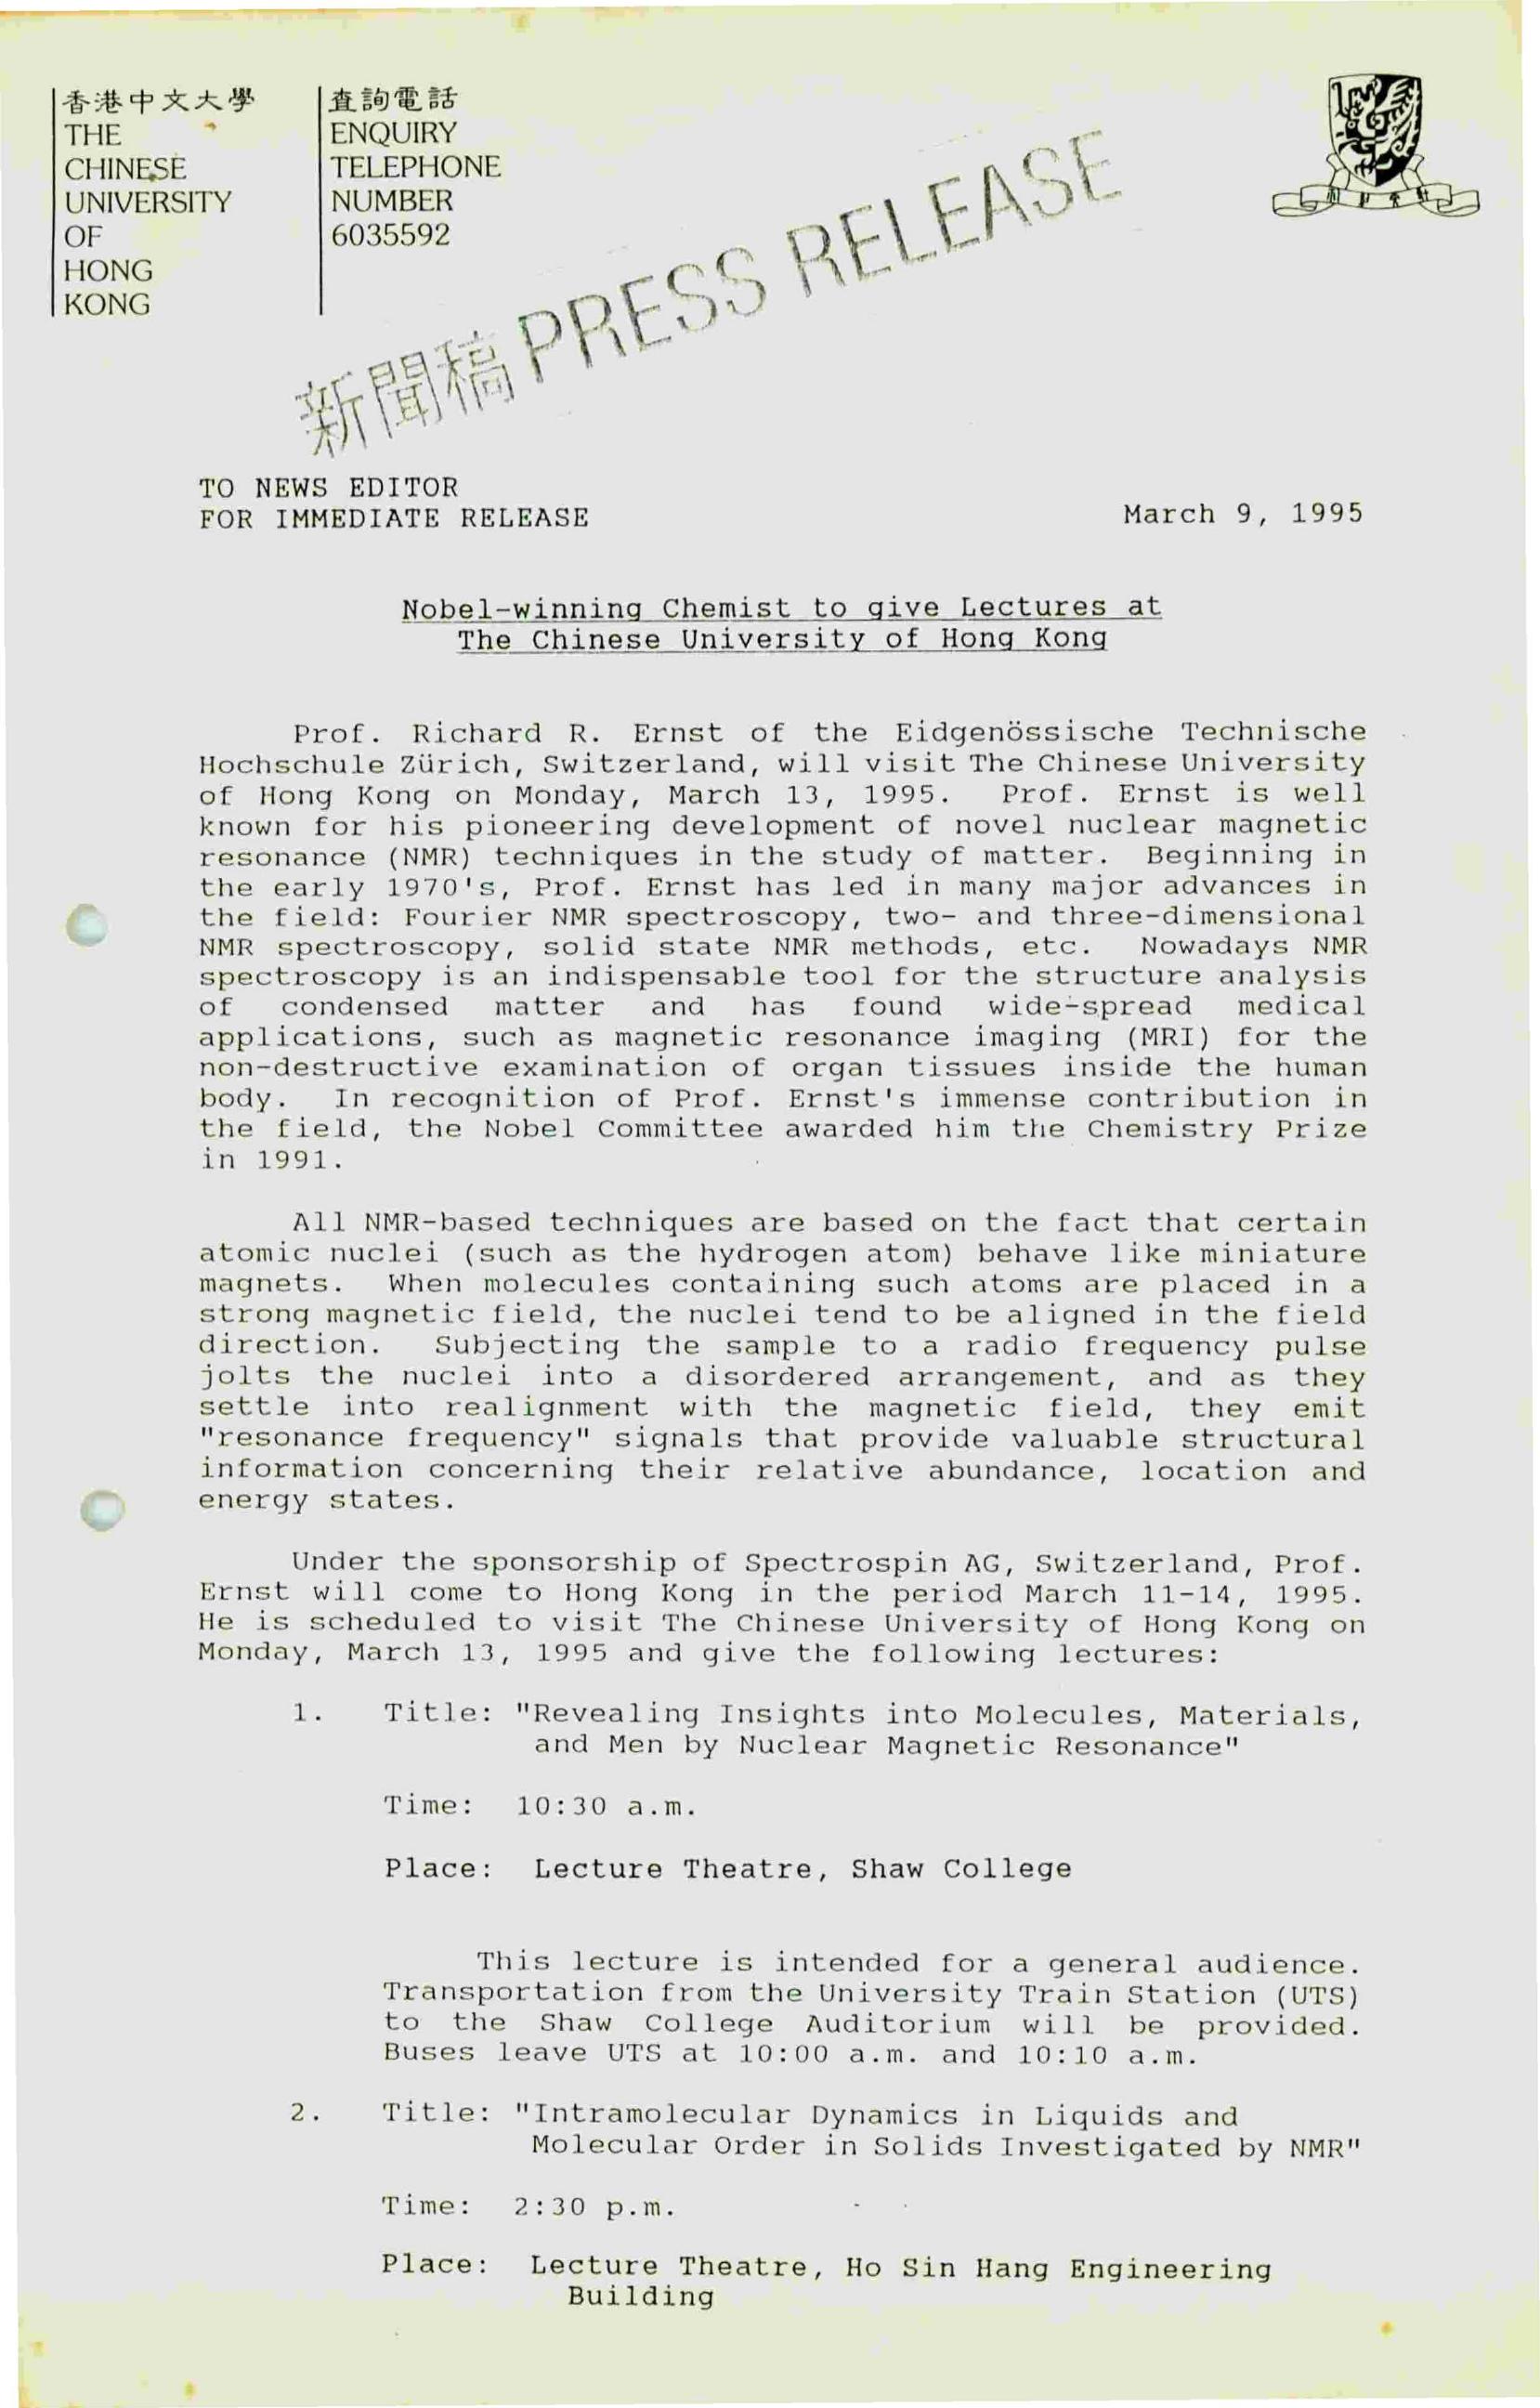 香港中文大學
THE
CHINESE
UNIVERSITY
OF
HONG
KONG
查詢電話
ENQUIRY
TELEPHONE
NUMBER
6035592
新聞稿 PRESS RELEASE
TO NEWS EDITOR
FOR IMMEDIATE RELEASE
March 9, 1995
Nobel-winning Chemist to give Lectures at
The Chinese University of Hong Kong
Prof. Richard R. Ernst of the Eidgenössische Technische
Hochschule Zürich, Switzerland, will visit The Chinese University
of Hong Kong on Monday, March 13, 1995. Prof. Ernst is well
known for his pioneering development of novel nuclear magnetic
resonance (NMR) techniques in the study of matter. Beginning in
the early 1970's, Prof. Ernst has led in many major advances in
the field: Fourier NMR spectroscopy, two- and three-dimensional
NMR spectroscopy, solid state NMR methods, etc. Nowadays NMR
spectroscopy is an indispensable tool for the structure analysis
of condensed matter and has found wide-spread medical
applications, such as magnetic resonance imaging (MRI) for the
non-destructive examination of organ tissues inside the human
body. In recognition of Prof. Ernst's immense contribution in
the field, the Nobel Committee awarded him the Chemistry Prize
in 1991.
All NMR-based techniques are based on the fact that certain
atomic nuclei (such as the hydrogen atom) behave like miniature
magnets. When molecules containing such atoms are placed in a
strong magnetic field, the nuclei tend to be aligned in the field
direction. Subjecting the sample to a radio frequency pulse
jolts the nuclei into a disordered arrangement, and as they
settle into realignment with the magnetic field, they emit
"resonance frequency" signals that provide valuable structural
information concerning their relative abundance, location and
energy states.
Under the sponsorship of Spectrospin AG, Switzerland, Prof.
Ernst will come to Hong Kong in the period March 11-14, 1995.
He is scheduled to visit The Chinese University of Hong Kong on
Monday, March 13, 1995 and give the following lectures:
1. Title: "Revealing Insights into Molecules, Materials,
and Men by Nuclear Magnetic Resonance"
Time: 10:30 a.m.
Place: Lecture Theatre, Shaw College
This lecture is intended for a general audience.
Transportation from the University Train Station (UTS)
to the Shaw College Auditorium will be provided.
Buses leave UTS at 10:00 a.m. and 10:10 a.m.
2. Title: "Intramolecular Dynamics in Liquids and
Molecular Order in Solids Investigated by NMR"
Time: 2:30 p.m.
Place: Lecture Theatre, Ho Sin Hang Engineering
Building